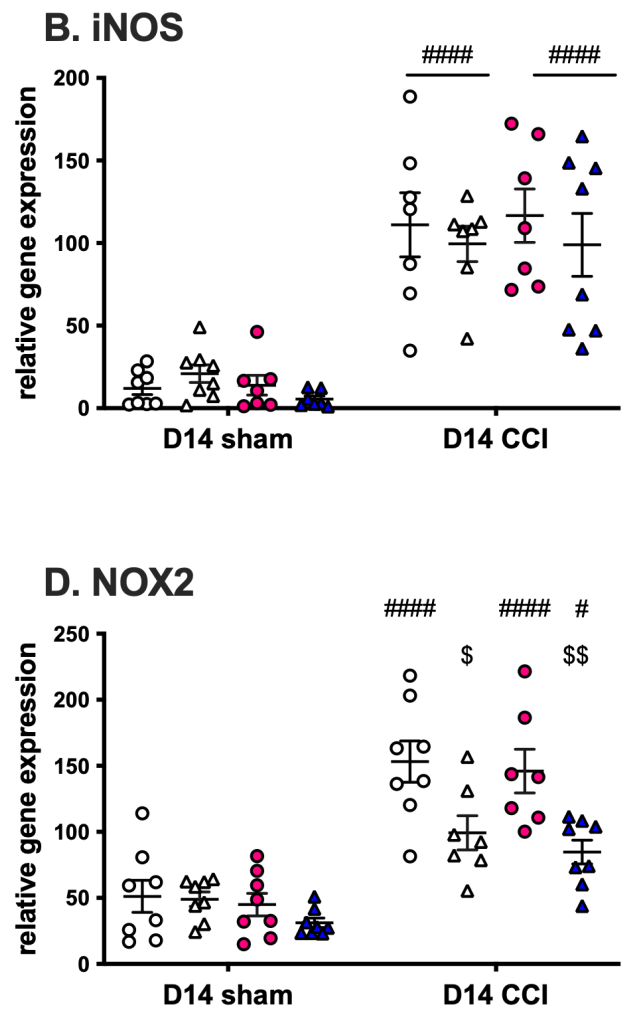 B. iNOS
#### ####
relative gene expression
200
150
100
50
0
D14 sham D14 CCI
D. NOX2
#### #### #
$ $$
relative gene expression
250
200
150
100
50
0
D14 sham D14 CCI